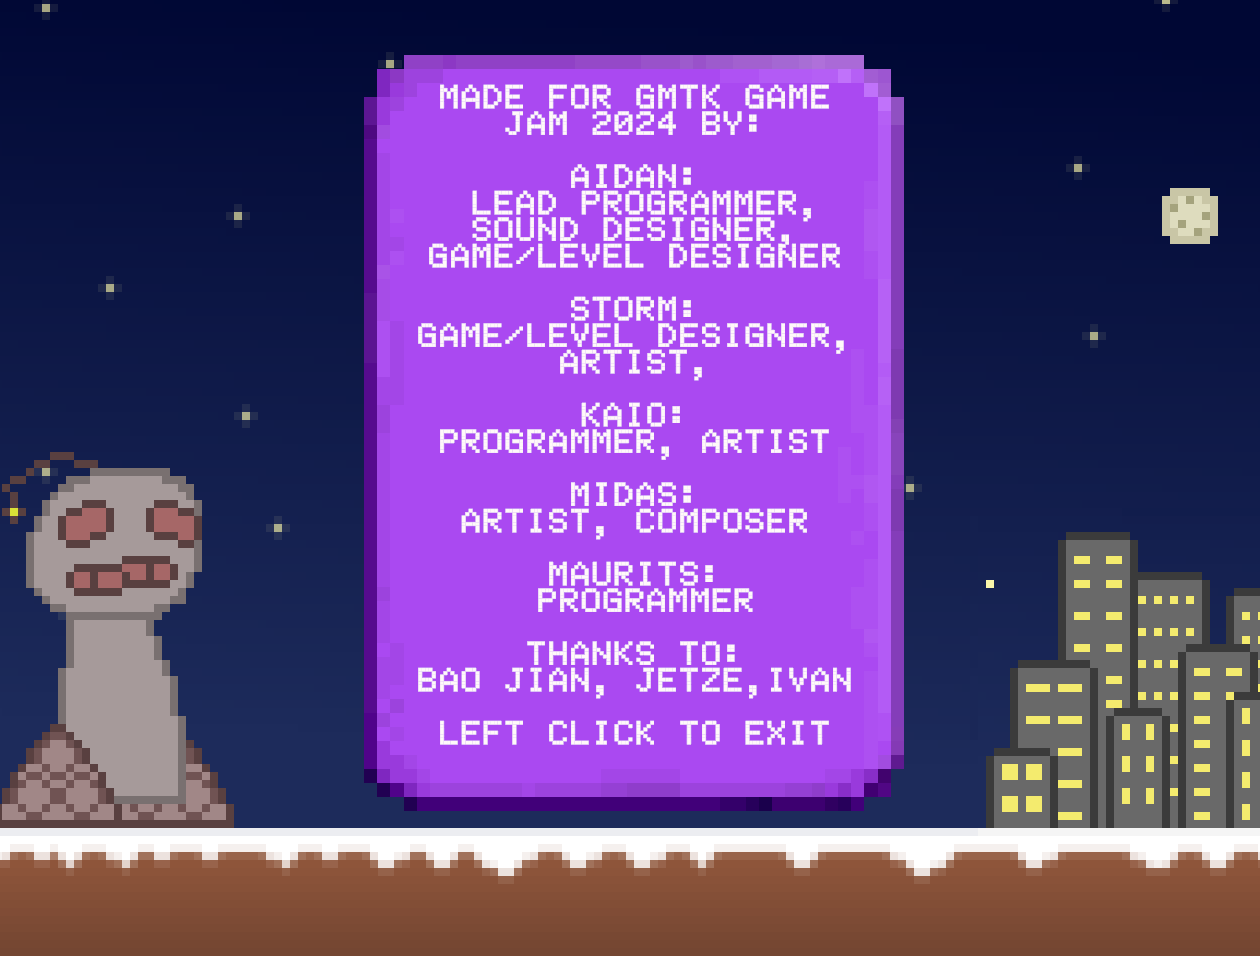 MADE FOR GMTK GAME
JAM 2024 BY:
AIDAN:
LEAD PROGRAMMER,
SOUND DESIGNER,
GAME/LEVEL DESIGNER
STORM:
GAME/LEVEL DESIGNER,
ARTIST,
KAIO:
PROGRAMMER, ARTIST
MIDAS:
ARTIST, COMPOSER
MAURITS:
PROGRAMMER
THANKS TO:
BAO JIAN, JETZE,IVAN
LEFT CLICK TO EXIT